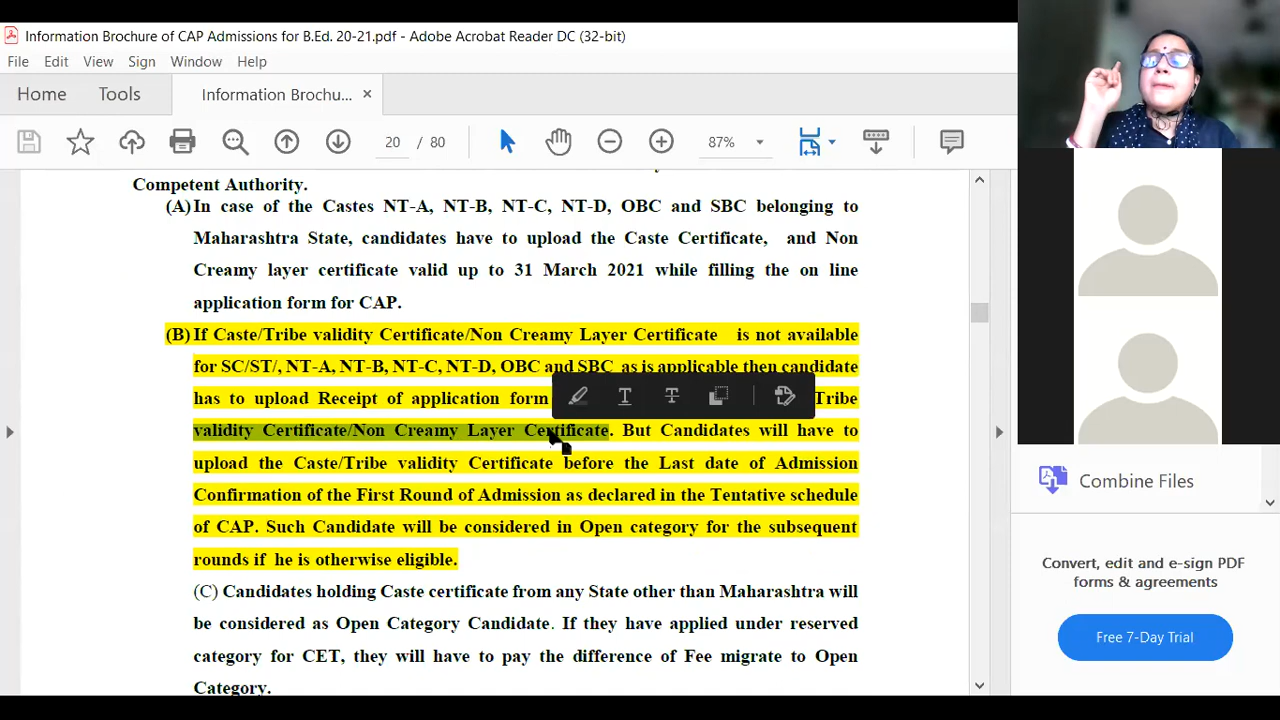 Information Brochure of CAP Admissions for B.Ed. 20-21.pdf - Adobe Acrobat Reader DC (32-bit)
File Edit View Sign Window Help
Home Tools Information Brochu... ×
20 / 80 87%
Competent Authority.
(A) In case of the Castes NT-A, NT-B, NT-C, NT-D, OBC and SBC belonging to
Maharashtra State, candidates have to upload the Caste Certificate, and Non
Creamy layer certificate valid up to 31 March 2021 while filling the on line
application form for CAP.
(B) If Caste/Tribe validity Certificate/Non Creamy Layer Certificate is not available
for SC/ST/, NT-A, NT-B, NT-C, NT-D, OBC and SBC as is applicable then candidate
has to upload Receipt of application form Tribe
validity Certificate/Non Creamy Layer Certificate. But Candidates will have to
upload the Caste/Tribe validity Certificate before the Last date of Admission
Confirmation of the First Round of Admission as declared in the Tentative schedule
of CAP. Such Candidate will be considered in Open category for the subsequent
rounds if he is otherwise eligible.
(C) Candidates holding Caste certificate from any State other than Maharashtra will
be considered as Open Category Candidate. If they have applied under reserved
category for CET, they will have to pay the difference of Fee migrate to Open
Category.
Combine Files
Convert, edit and e-sign PDF
forms & agreements
Free 7-Day Trial